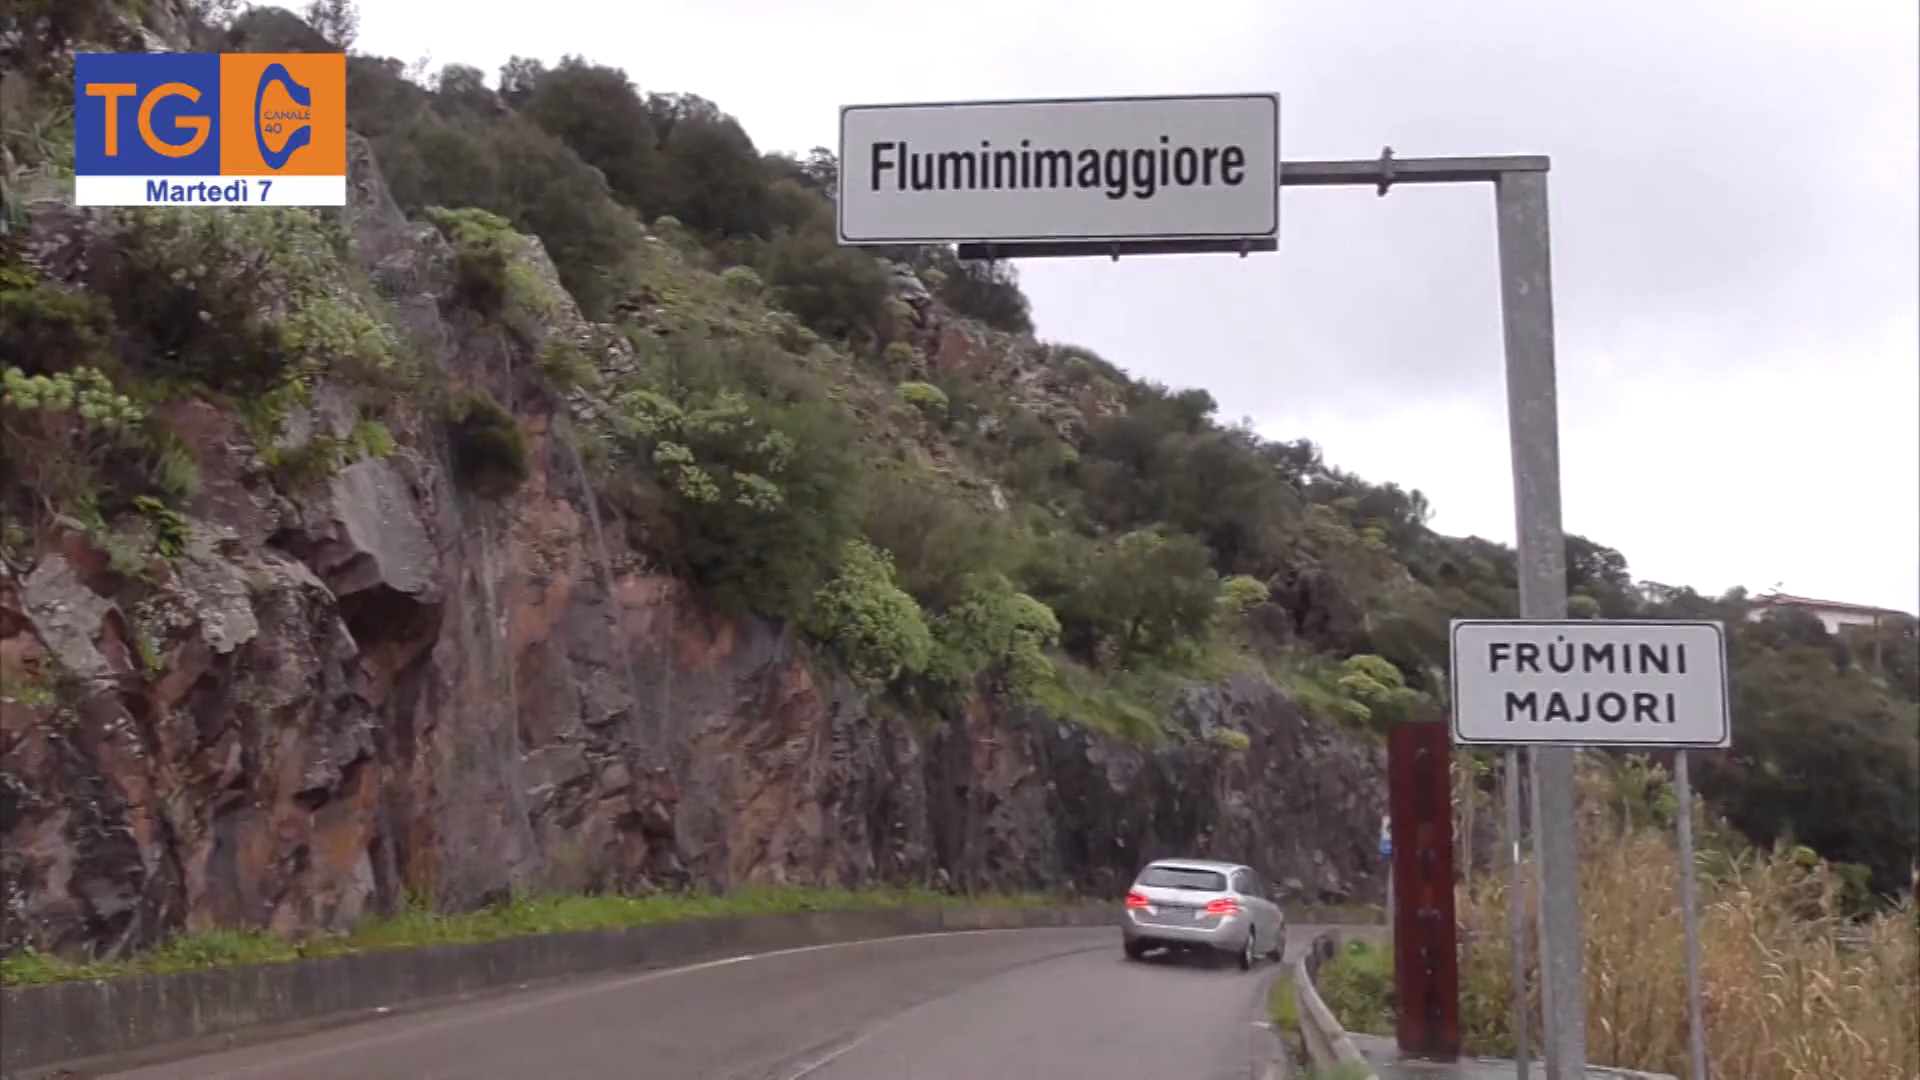 TG
CANALE
40
Martedì 7
Fluminimaggiore
FRÙMINI
MAJORI